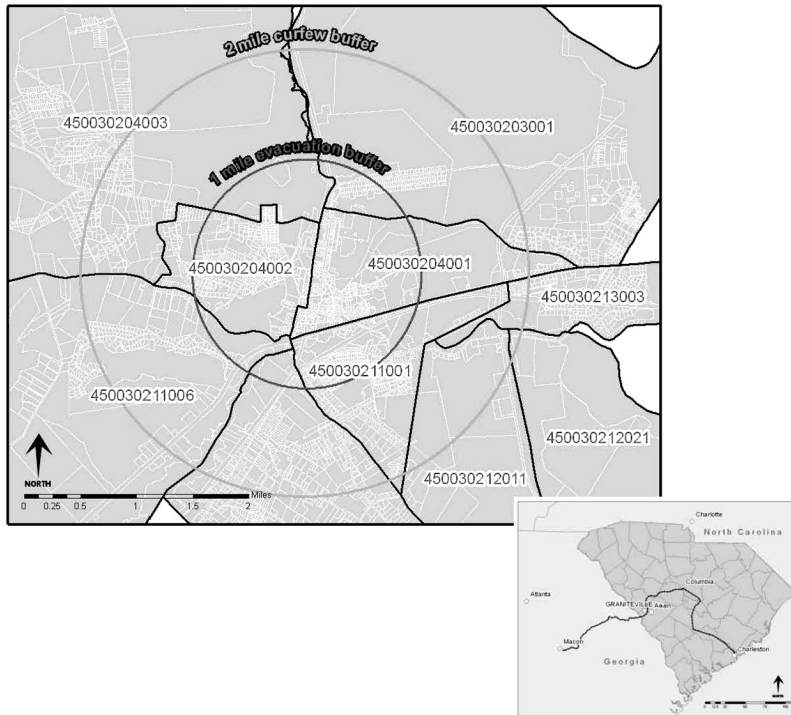 2 mile curfew buffer
450030204003
450030203001
1 mile evacuation buffer
450030204002
450030204001
450030213003
450030211001
450030211006
450030212021
450030212011
NORTH
Miles
0 0.25 0.5 1 1.5 2
Charlotte
North Carolina
Columbia
Atlanta
GRANITEVILLE
Aiken
Macon
Charleston
Georgia
NORTH